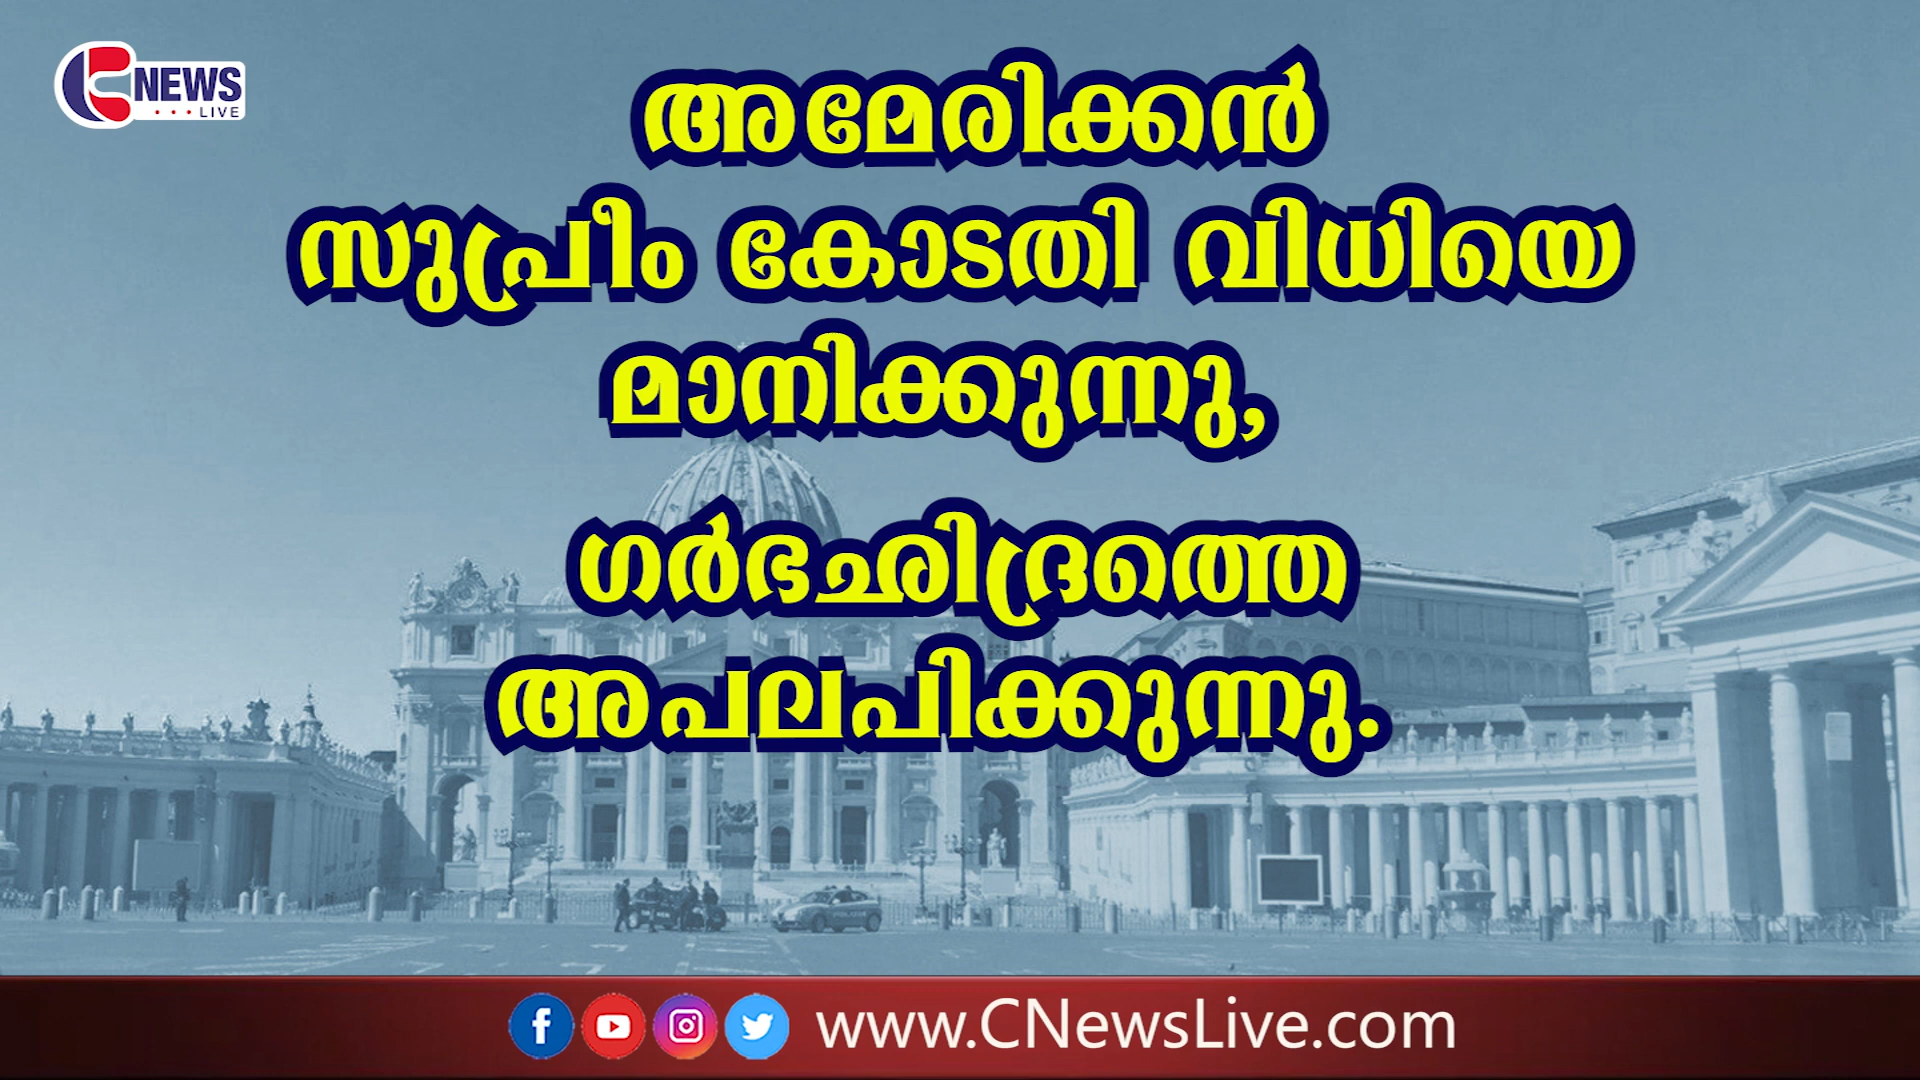 CNEWS
LIVE
അമേരിക്കൻ
സുപ്രീം കോടതി വിധിയെ
മാനിക്കുന്നു,
ഗർഭഛിദ്രത്തെ
അപലപിക്കുന്നു.
www.CNewsLive.com